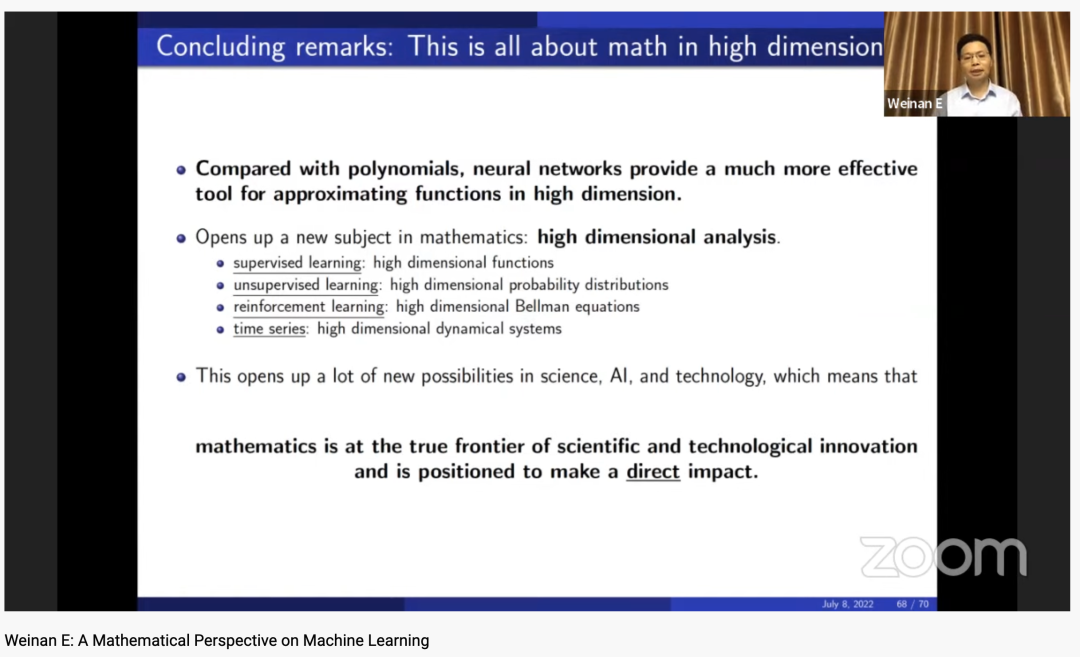 Concluding remarks: This is all about math in high dimension
Weinan E
Compared with polynomials, neural networks provide a much more effective
tool for approximating functions in high dimension.
Opens up a new subject in mathematics: high dimensional analysis.
supervised learning: high dimensional functions
unsupervised learning: high dimensional probability distributions
reinforcement learning: high dimensional Bellman equations
time series: high dimensional dynamical systems
This opens up a lot of new possibilities in science, AI, and technology, which means that
mathematics is at the true frontier of scientific and technological innovation
and is positioned to make a direct impact.
zoom
July 8, 2022 68 / 70
Weinan E: A Mathematical Perspective on Machine Learning